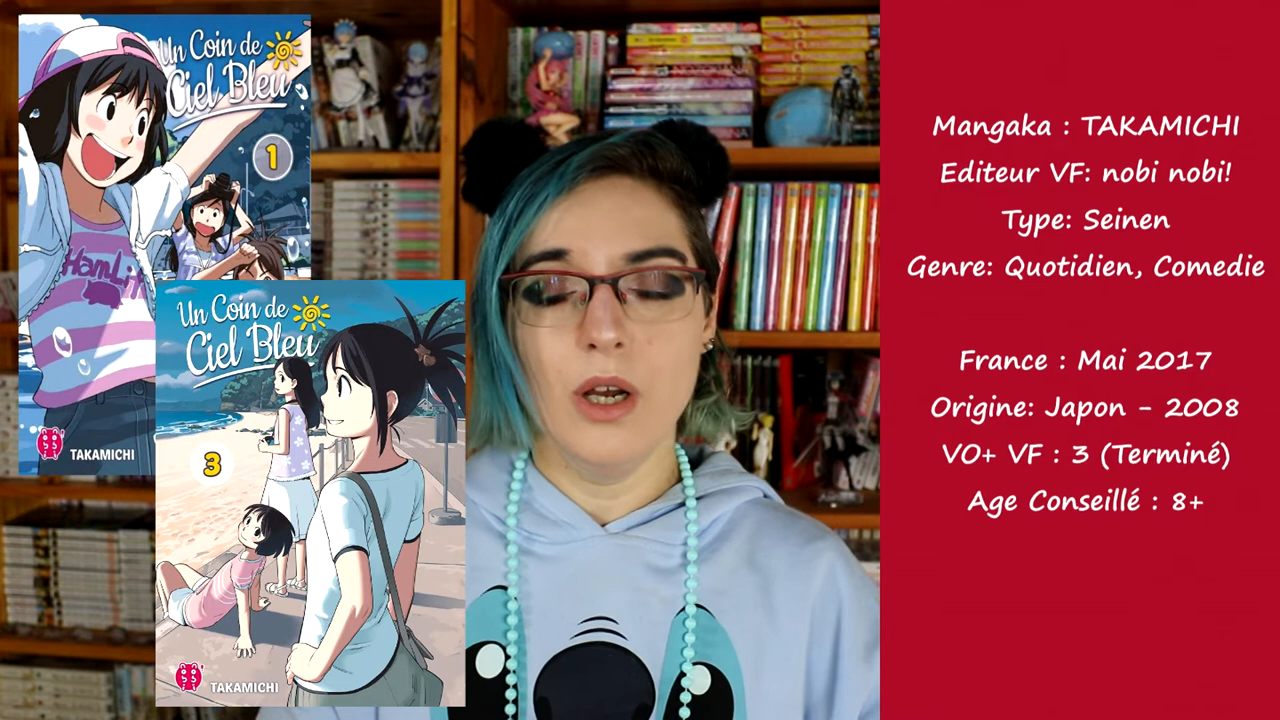 Un Coin de
Ciel Bleu
1
TAKAMICHI
Un Coin de
Ciel Bleu
3
TAKAMICHI
Mangaka : TAKAMICHI
Editeur VF: nobi nobi!
Type: Seinen
Genre: Quotidien, Comedie
France : Mai 2017
Origine: Japon - 2008
VO+ VF : 3 (Terminé)
Age Conseillé : 8+